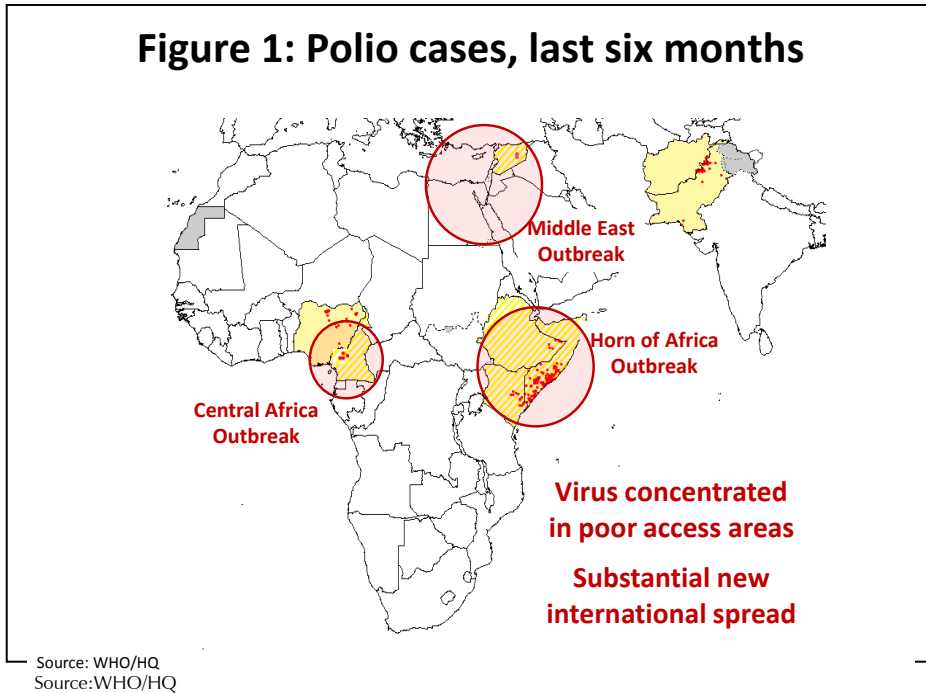 Figure 1: Polio cases, last six months
Middle East
Outbreak
Horn of Africa
Outbreak
Central Africa
Outbreak
Virus concentrated
in poor access areas
Substantial new
international spread
Source: WHO/HQ
Source:WHO/HQ